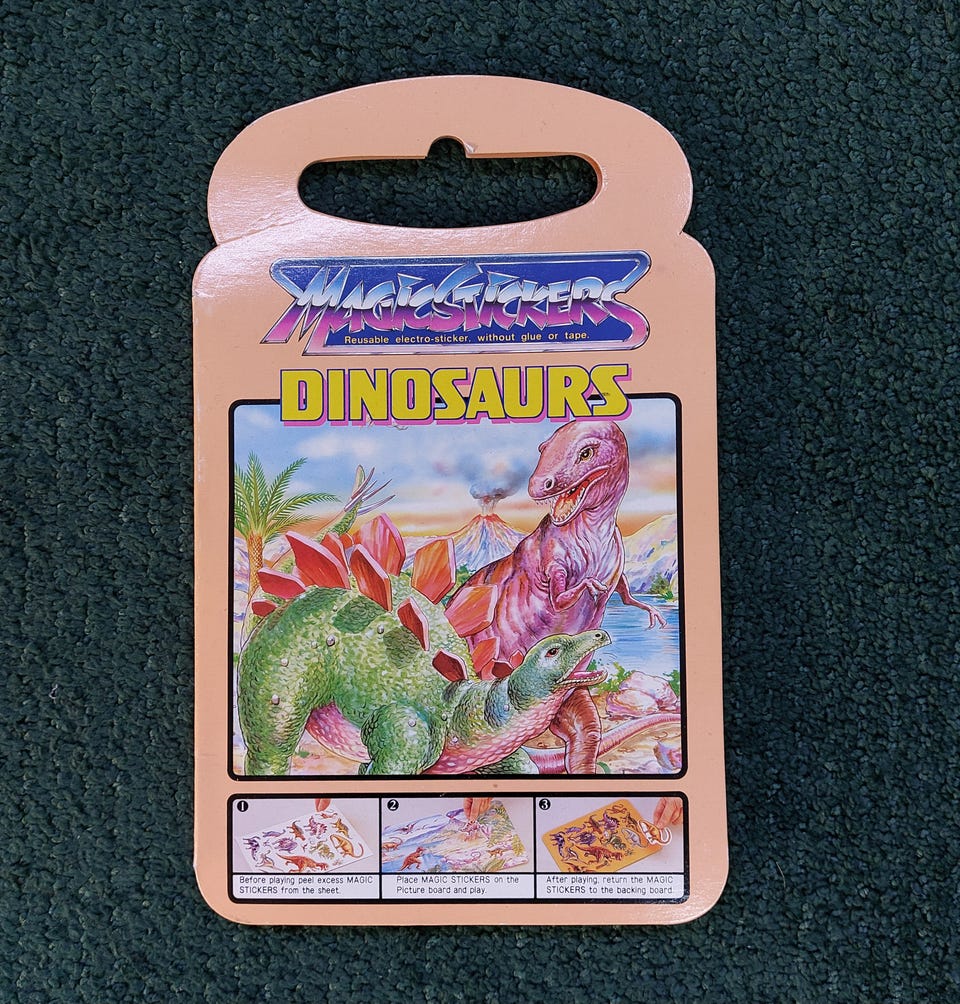 MAGIC STICKERS
Reusable electro-sticker, without glue or tape.
DINOSAURS
1
Before playing peel excess MAGIC
STICKERS from the sheet.
2
Place MAGIC STICKERS on the
Picture board and play.
3
After playing, return the MAGIC
STICKERS to the backing board.